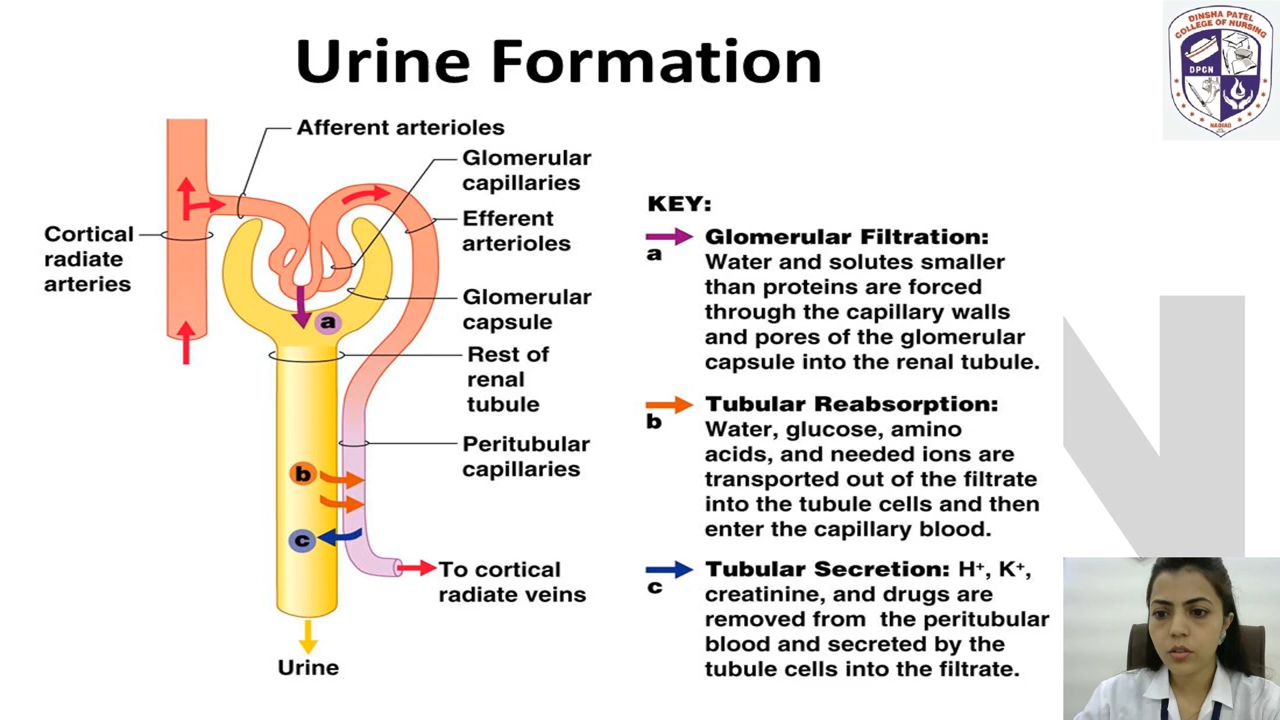 Urine Formation
DINSHA PATEL
COLLEGE OF NURSING
DPCN
NADIAD
Afferent arterioles
Glomerular
capillaries
Efferent
arterioles
Cortical
radiate
arteries
Glomerular
capsule
a
Rest of
renal
tubule
Peritubular
capillaries
b
c
To cortical
radiate veins
Urine
KEY:
a
Glomerular Filtration:
Water and solutes smaller
than proteins are forced
through the capillary walls
and pores of the glomerular
capsule into the renal tubule.
b
Tubular Reabsorption:
Water, glucose, amino
acids, and needed ions are
transported out of the filtrate
into the tubule cells and then
enter the capillary blood.
c
Tubular Secretion: H⁺, K⁺,
creatinine, and drugs are
removed from the peritubular
blood and secreted by the
tubule cells into the filtrate.